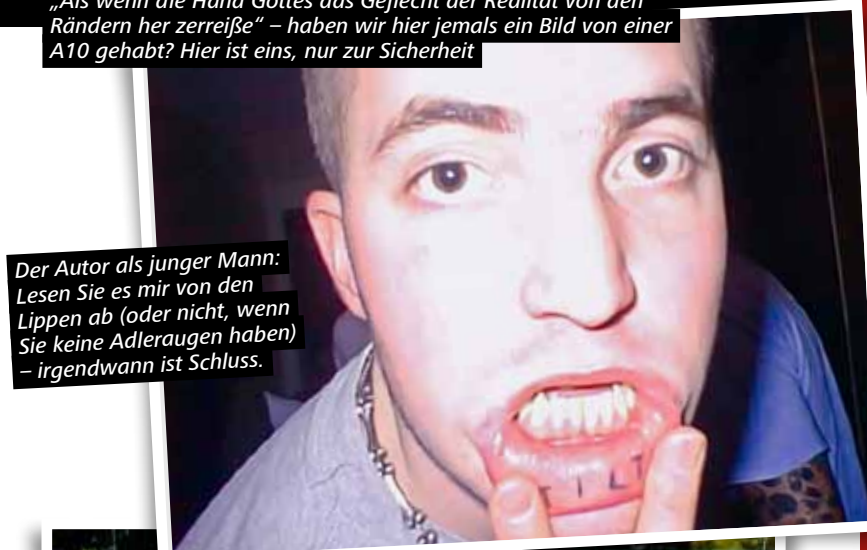 „Als wenn die Hand Gottes das Geflecht der Realität von den
Rändern her zerreiße“ – haben wir hier jemals ein Bild von einer
A10 gehabt? Hier ist eins, nur zur Sicherheit
Der Autor als junger Mann:
Lesen Sie es mir von den
Lippen ab (oder nicht, wenn
Sie keine Adleraugen haben)
– irgendwann ist Schluss.
TILT